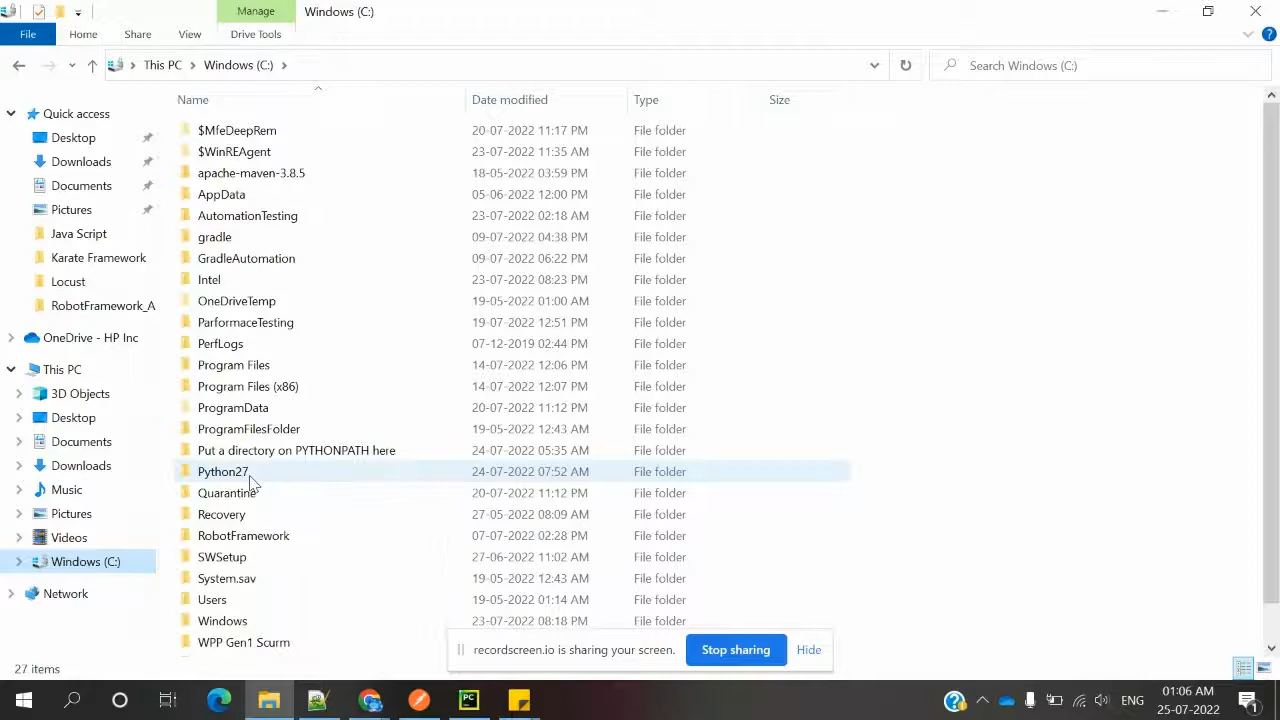 Manage Windows (C:)
File Home Share View Drive Tools
This PC Windows (C:) Search Windows (C:)
Name Date modified Type Size
Quick access
Desktop
Downloads
Documents
Pictures
Java Script
Karate Framework
Locust
RobotFramework_A
OneDrive - HP Inc
This PC
3D Objects
Desktop
Documents
Downloads
Music
Pictures
Videos
Windows (C:)
Network
$MfeDeepRem 20-07-2022 11:17 PM File folder
$WinREAgent 23-07-2022 11:35 AM File folder
apache-maven-3.8.5 18-05-2022 03:59 PM File folder
AppData 05-06-2022 12:00 PM File folder
AutomationTesting 23-07-2022 02:18 AM File folder
gradle 09-07-2022 04:38 PM File folder
GradleAutomation 09-07-2022 06:22 PM File folder
Intel 23-07-2022 08:23 PM File folder
OneDriveTemp 19-05-2022 01:00 AM File folder
ParformaceTesting 19-07-2022 12:51 PM File folder
PerfLogs 07-12-2019 02:44 PM File folder
Program Files 14-07-2022 12:06 PM File folder
Program Files (x86) 14-07-2022 12:07 PM File folder
ProgramData 20-07-2022 11:12 PM File folder
ProgramFilesFolder 19-05-2022 12:43 AM File folder
Put a directory on PYTHONPATH here 24-07-2022 05:35 AM File folder
Python27 24-07-2022 07:52 AM File folder
Quarantine 20-07-2022 11:12 PM File folder
Recovery 27-05-2022 08:09 AM File folder
RobotFramework 07-07-2022 02:28 PM File folder
SWSetup 27-06-2022 11:02 AM File folder
System.sav 19-05-2022 12:43 AM File folder
Users 19-05-2022 01:14 AM File folder
Windows 23-07-2022 08:18 PM File folder
WPP Gen1 Scurm
recordscreen.io is sharing your screen. Stop sharing Hide
27 items
PC
ENG 01:06 AM
25-07-2022
1